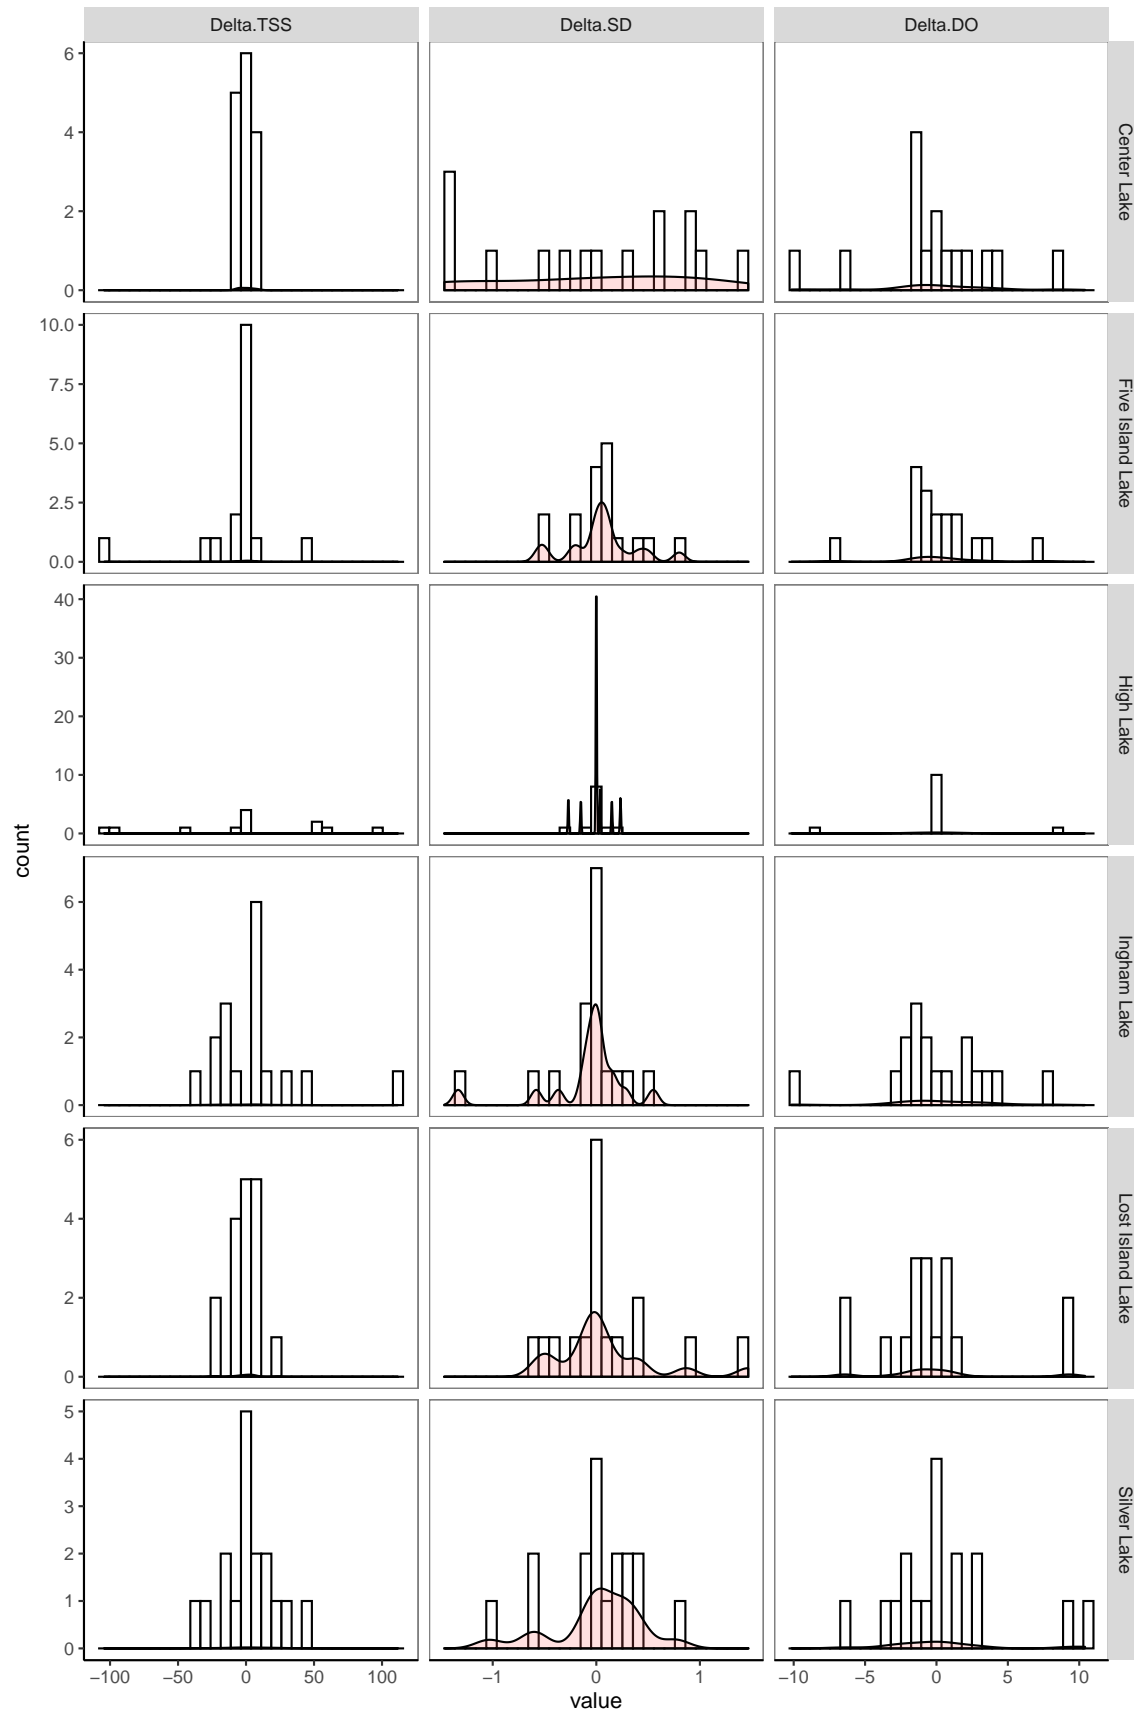 Delta.TSS Delta.SD Delta.DO
6
4
2
0
Center Lake
10.0
7.5
5.0
2.5
0.0
Five Island Lake
40
30
20
10
0
High Lake
count
6
4
2
0
Ingham Lake
6
4
2
0
Lost Island Lake
5
4
3
2
1
0
Silver Lake
−100 −50 0 50 100 −1 0 1 −10 −5 0 5 10
value